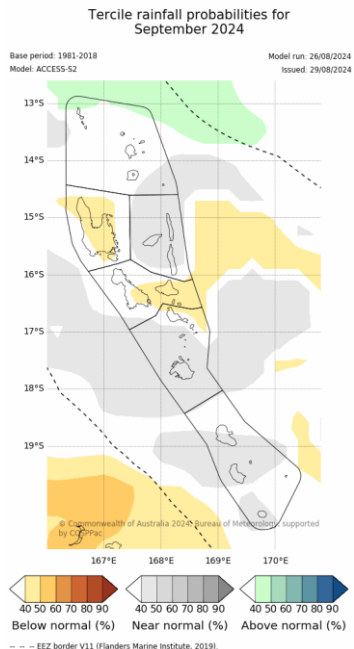 Tercile rainfall probabilities for
September 2024
Base period: 1981-2018
Model run: 26/08/2024
Model: ACCESS-S2
Issued: 29/08/2024
13°S
14°S
15°S
16°S
17°S
18°S
19°S
© Commonwealth of Australia 2024, Bureau of Meteorology, supported
by COSPPac
167°E 168°E 169°E 170°E
40 50 60 70 80 90 40 50 60 70 80 90 40 50 60 70 80 90
Below normal (%) Near normal (%) Above normal (%)
-- -- -- EEZ border V11 (Flanders Marine Institute, 2019).